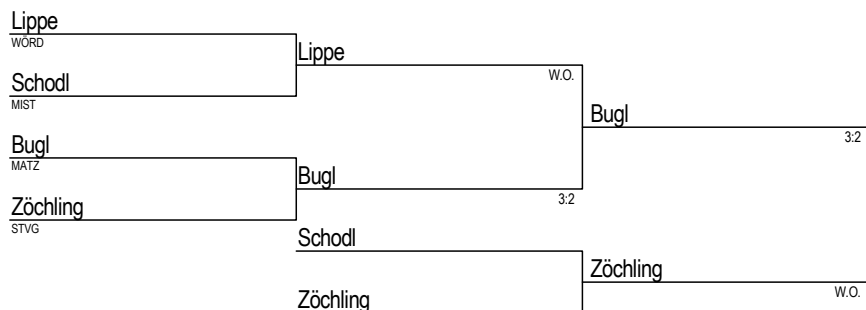 Lippe
WÖRD
Lippe
W.O.
Schodl
MIST
Bugl
3:2
Bugl
MATZ
Bugl
3:2
Zöchling
STVG
Schodl
Zöchling
W.O.
Zöchling